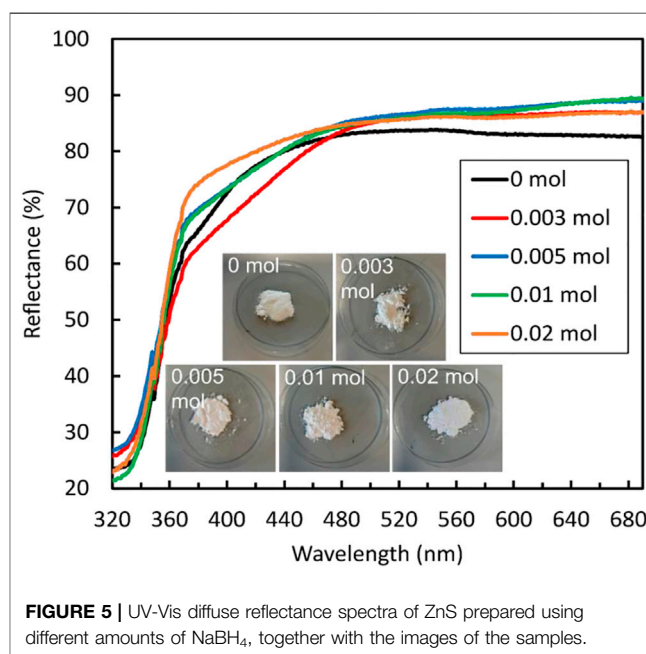 100
90
80
70
60
50
40
30
20
Reflectance (%)
0 mol
0.003 mol
0.005 mol
0.01 mol
0.02 mol
0 mol
0.003
mol
0.005
mol
0.01 mol
0.02 mol
320 360 400 440 480 520 560 600 640 680
Wavelength (nm)
FIGURE 5 | UV-Vis diffuse reflectance spectra of ZnS prepared using
different amounts of NaBH₄, together with the images of the samples.